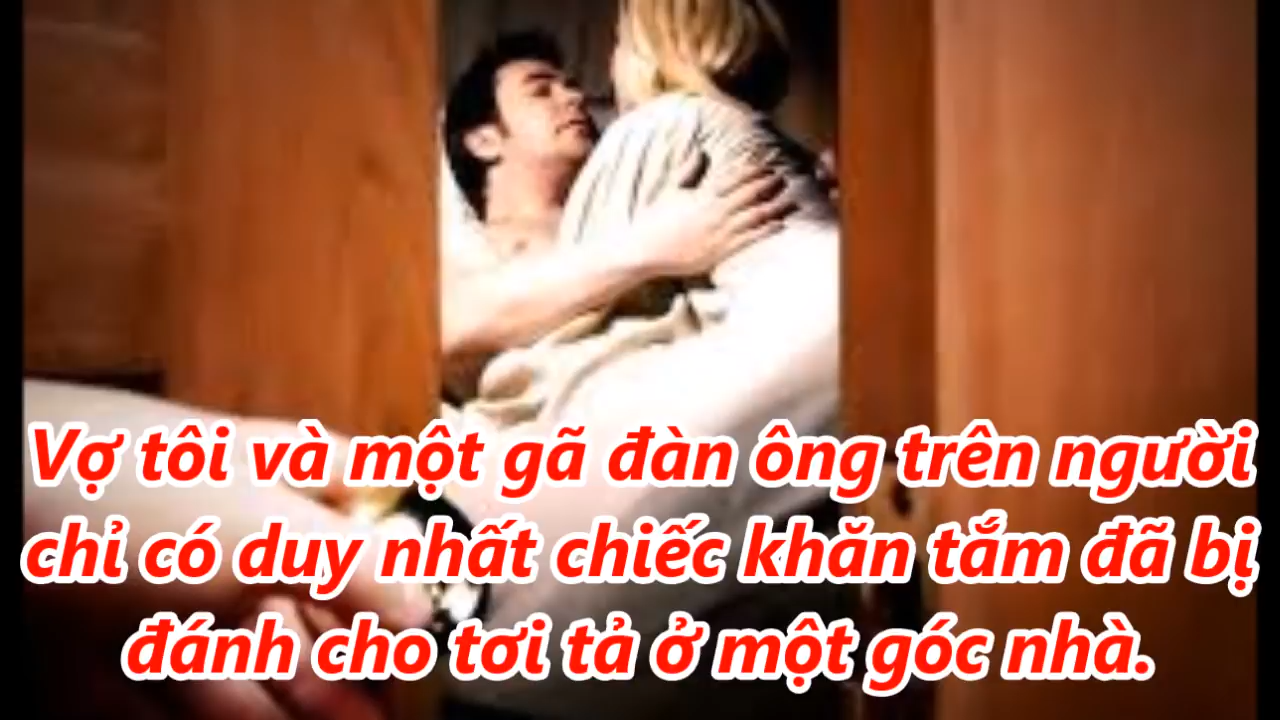 Vợ tôi và một gã đàn ông trên người
chỉ có duy nhất chiếc khăn tắm đã bị
đánh cho tơi tả ở một góc nhà.